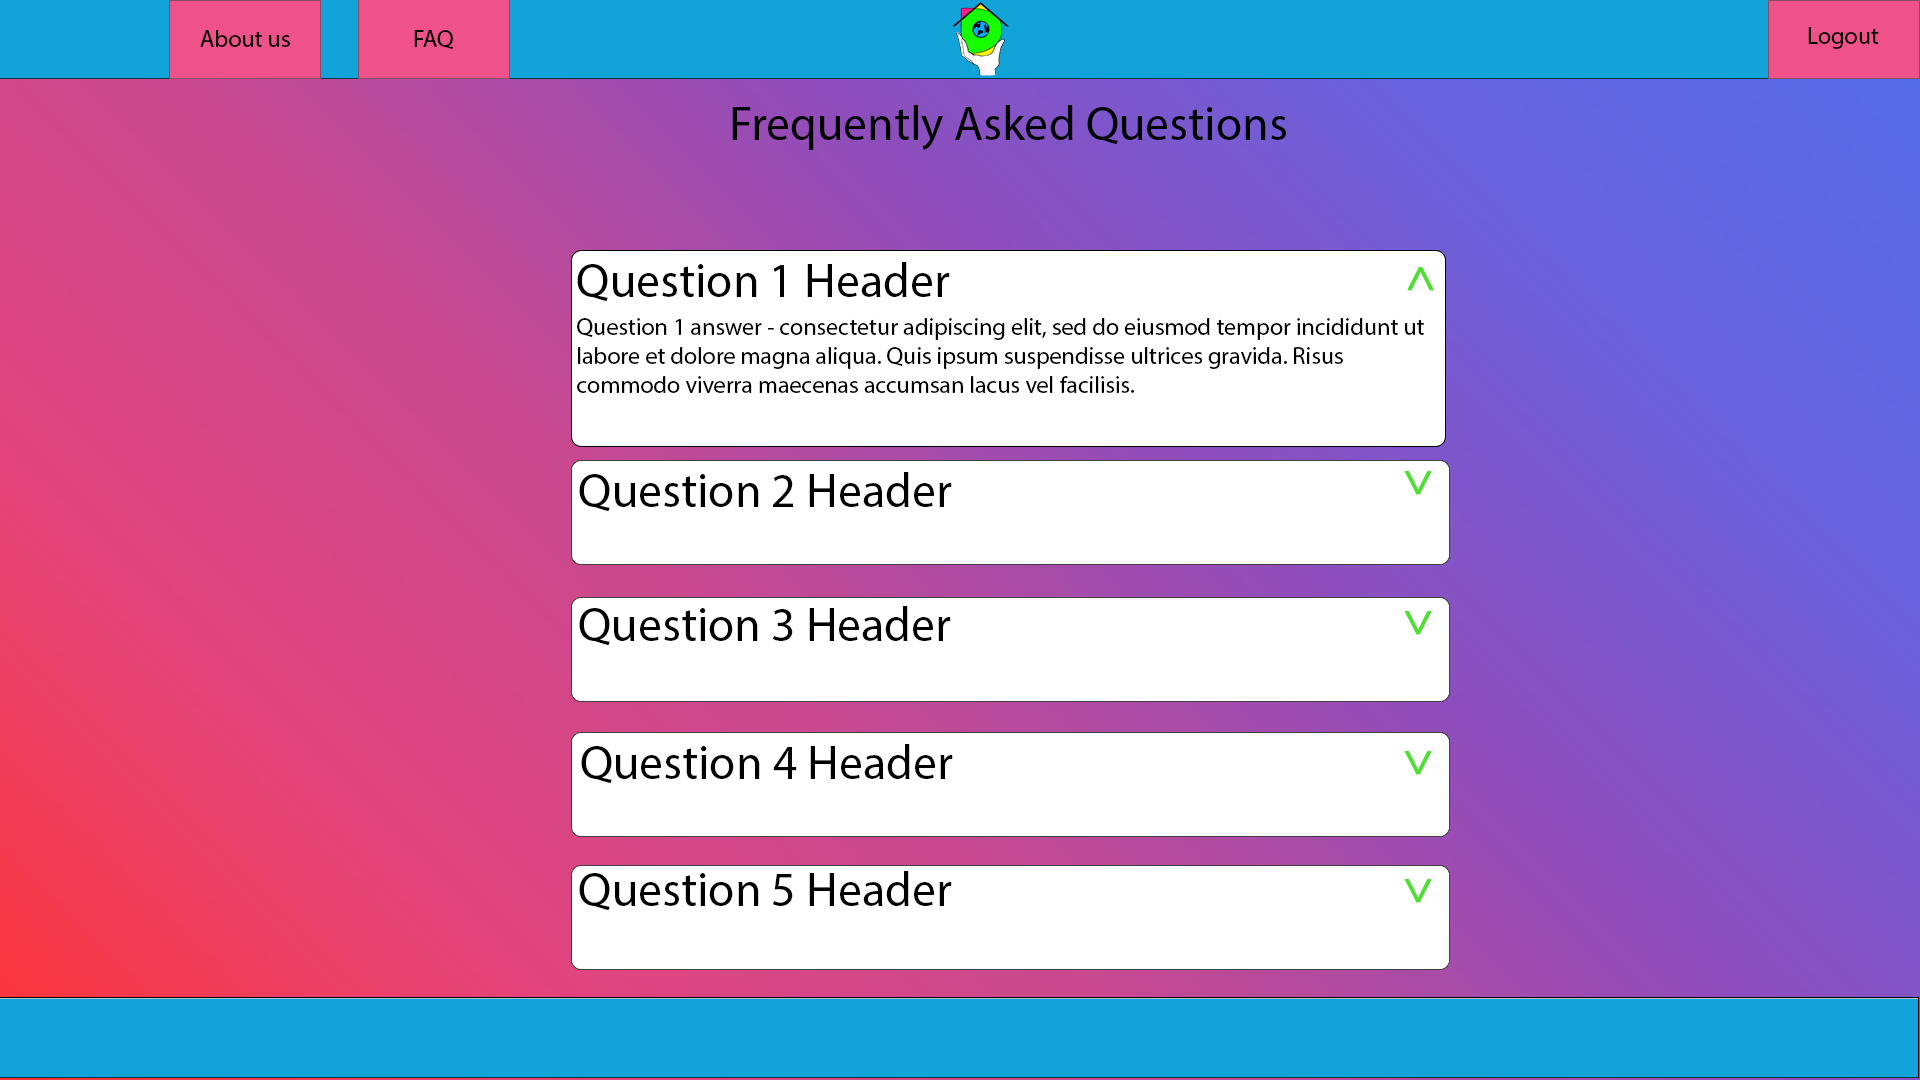 About us
FAQ
Logout
Frequently Asked Questions
Question 1 Header
Question 1 answer - consectetur adipiscing elit, sed do eiusmod tempor incididunt ut
labore et dolore magna aliqua. Quis ipsum suspendisse ultrices gravida. Risus
commodo viverra maecenas accumsan lacus vel facilisis.
Question 2 Header
Question 3 Header
Question 4 Header
Question 5 Header